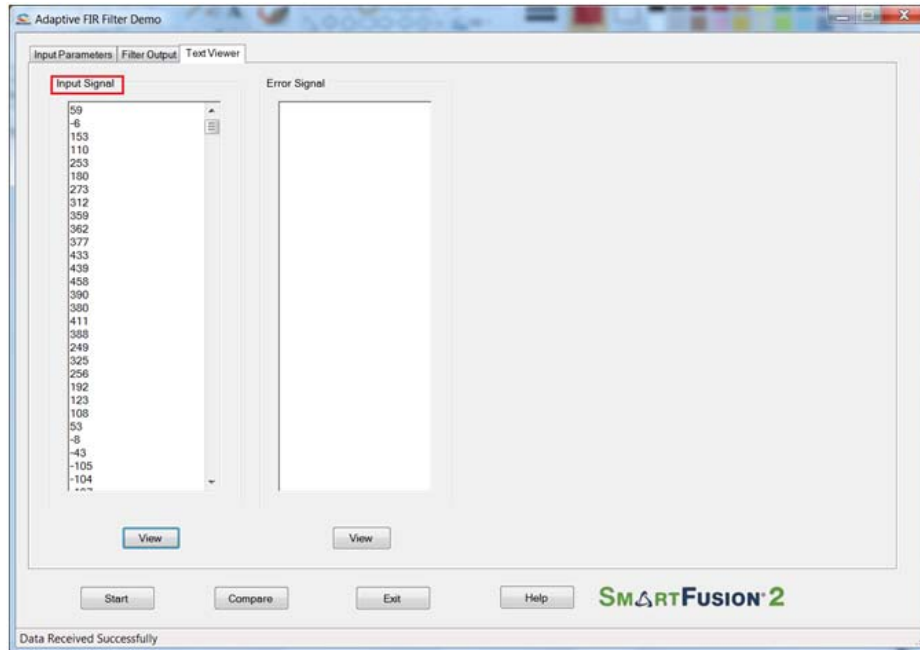 Adaptive FIR Filter Demo
Input Parameters Filter Output Text Viewer
Input Signal
Error Signal
59
-6
153
110
253
180
273
312
359
362
377
433
439
458
390
380
411
388
249
325
256
192
123
108
53
-8
-43
-105
-104
View
View
Start
Compare
Exit
Help
SMARTFUSION 2
Data Received Successfully